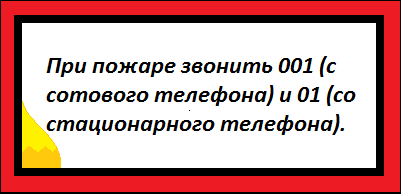 При пожаре звонить 001 (с
сотового телефона) и 01 (со
стационарного телефона).